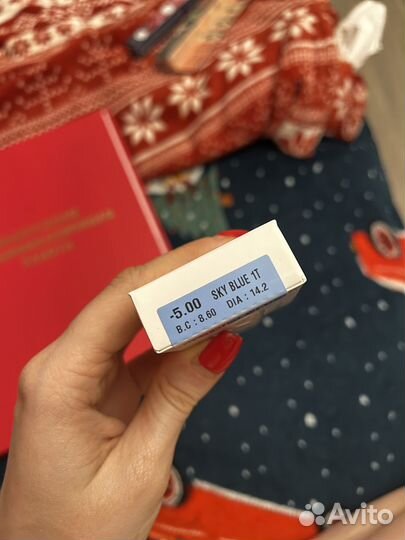 -5.00 SKY BLUE 1T
B.C : 8.60 DIA : 14.2
Avito